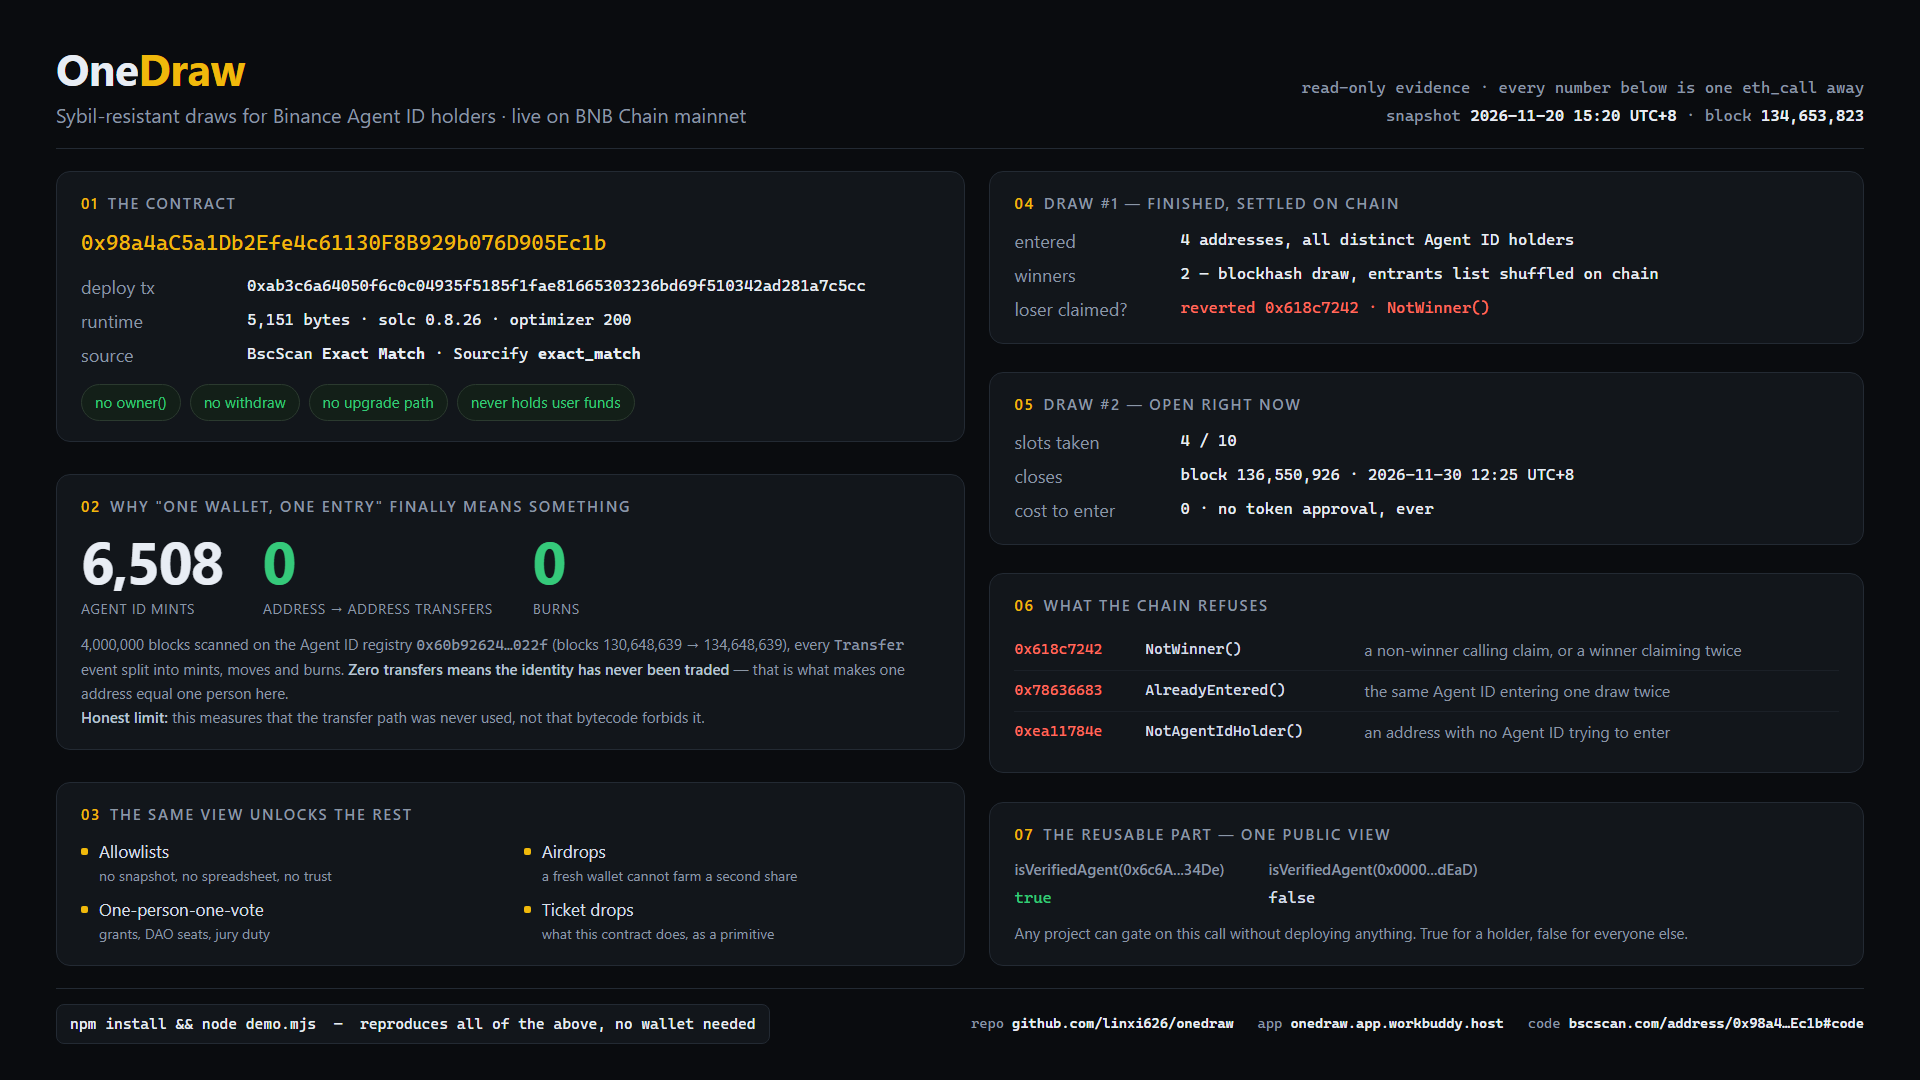 OneDraw
Sybil-resistant draws for Binance Agent ID holders · live on BNB Chain mainnet
read-only evidence · every number below is one eth_call away
snapshot 2026-11-20 15:20 UTC+8 · block 134,653,823
01 THE CONTRACT
0x98a4aC5a1Db2Efe4c61130F8B929b076D905Ec1b
deploy tx 0xab3c6a64050f6c0c04935f5185f1fae81665303236bd69f510342ad281a7c5cc
runtime 5,151 bytes · solc 0.8.26 · optimizer 200
source BscScan Exact Match · Sourcify exact_match
no owner() no withdraw no upgrade path never holds user funds
02 WHY "ONE WALLET, ONE ENTRY" FINALLY MEANS SOMETHING
6,508 0 0
AGENT ID MINTS ADDRESS → ADDRESS TRANSFERS BURNS
4,000,000 blocks scanned on the Agent ID registry 0x60b92624…022f (blocks 130,648,639 → 134,648,639), every Transfer
event split into mints, moves and burns. Zero transfers means the identity has never been traded — that is what makes one
address equal one person here.
Honest limit: this measures that the transfer path was never used, not that bytecode forbids it.
03 THE SAME VIEW UNLOCKS THE REST
Allowlists
no snapshot, no spreadsheet, no trust
Airdrops
a fresh wallet cannot farm a second share
One-person-one-vote
grants, DAO seats, jury duty
Ticket drops
what this contract does, as a primitive
04 DRAW #1 — FINISHED, SETTLED ON CHAIN
entered 4 addresses, all distinct Agent ID holders
winners 2 — blockhash draw, entrants list shuffled on chain
loser claimed? reverted 0x618c7242 · NotWinner()
05 DRAW #2 — OPEN RIGHT NOW
slots taken 4 / 10
closes block 136,550,926 · 2026-11-30 12:25 UTC+8
cost to enter 0 · no token approval, ever
06 WHAT THE CHAIN REFUSES
0x618c7242 NotWinner() a non-winner calling claim, or a winner claiming twice
0x78636683 AlreadyEntered() the same Agent ID entering one draw twice
0xea11784e NotAgentIdHolder() an address with no Agent ID trying to enter
07 THE REUSABLE PART — ONE PUBLIC VIEW
isVerifiedAgent(0x6c6A…34De) isVerifiedAgent(0x0000…dEaD)
true false
Any project can gate on this call without deploying anything. True for a holder, false for everyone else.
npm install && node demo.mjs — reproduces all of the above, no wallet needed
repo github.com/linxi626/onedraw app onedraw.app.workbuddy.host code bscscan.com/address/0x98a4…Ec1b#code